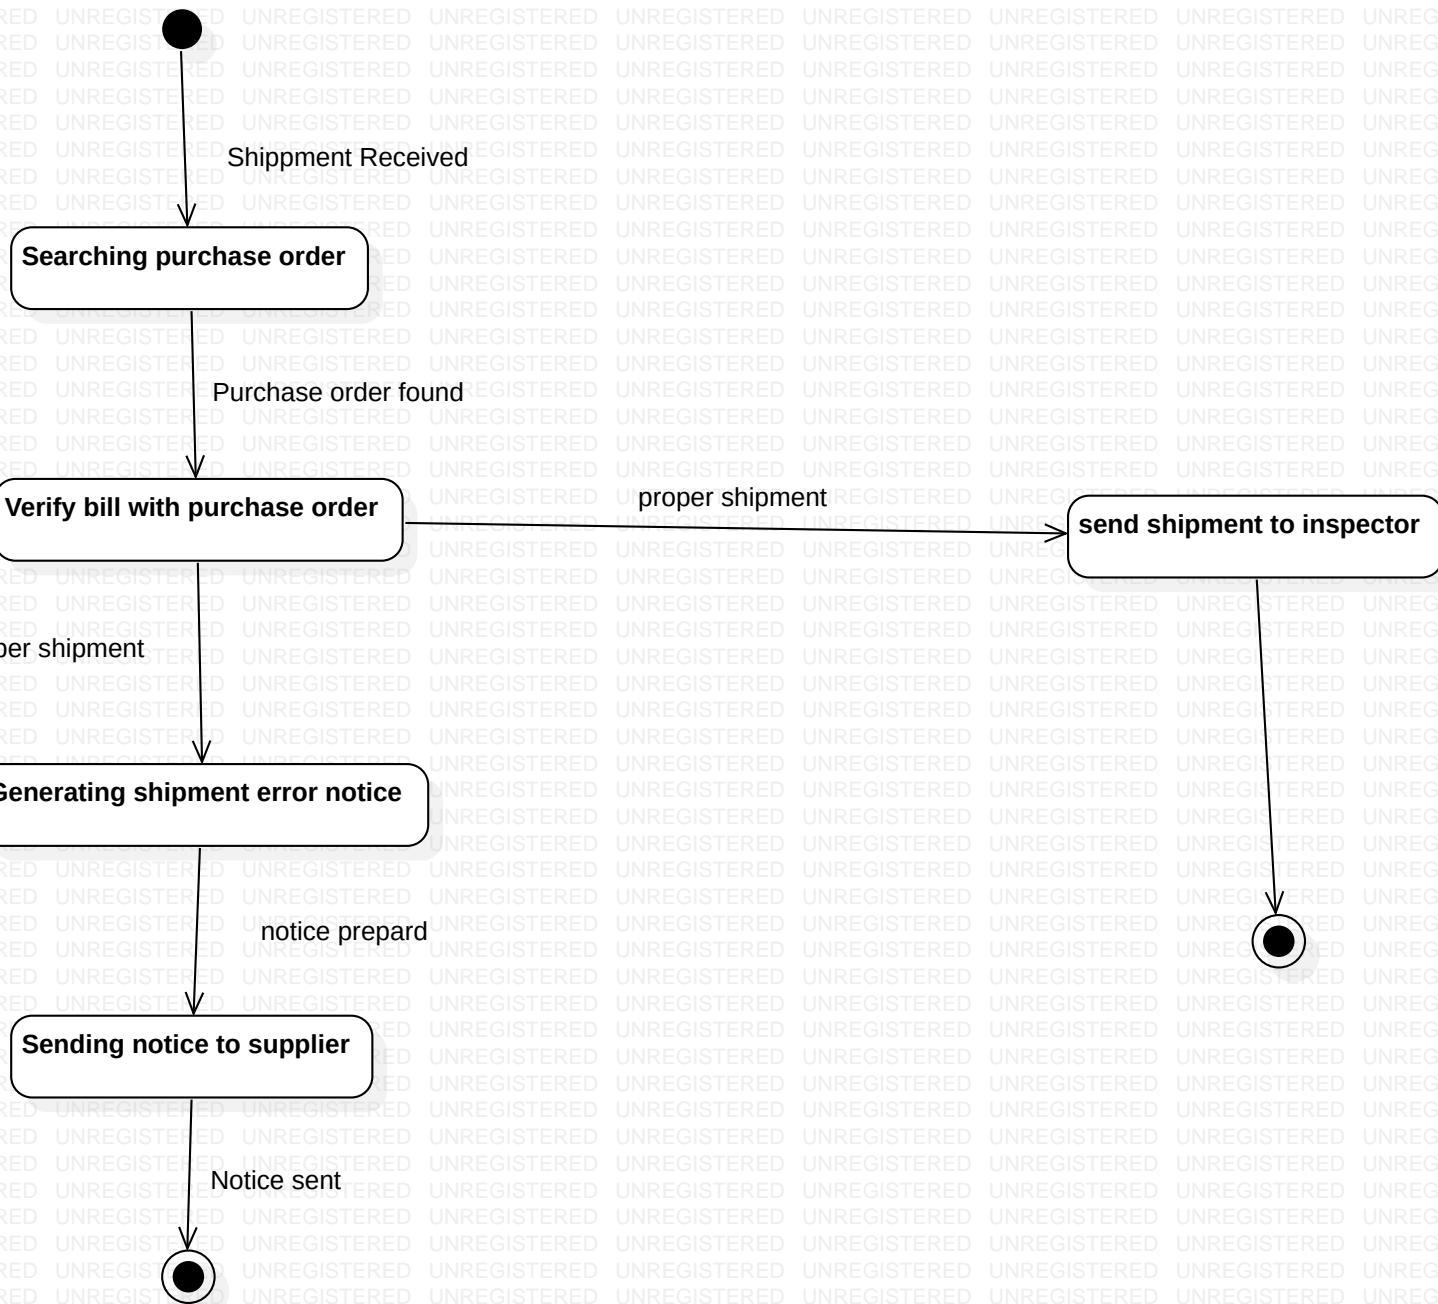 Shippment Received
Searching purchase order
Purchase order found
Verify bill with purchase order
proper shipment
send shipment to inspector
shipment
Generating shipment error notice
notice prepard
Sending notice to supplier
Notice sent